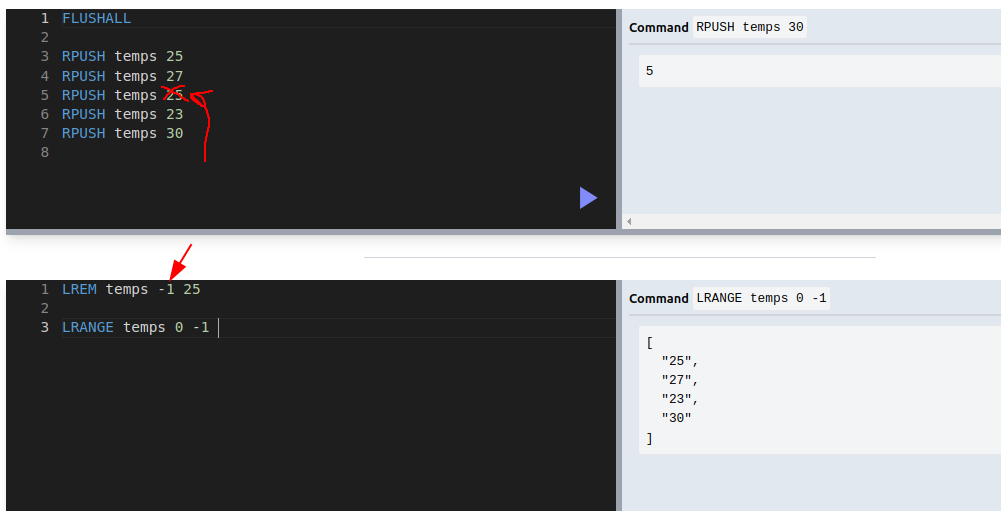 1 FLUSHALL
2
3 RPUSH temps 25
4 RPUSH temps 27
5 RPUSH temps 25
6 RPUSH temps 23
7 RPUSH temps 30
8
Command RPUSH temps 30
5
1 LREM temps -1 25
2
3 LRANGE temps 0 -1
Command LRANGE temps 0 -1
[
"25",
"27",
"23",
"30"
]